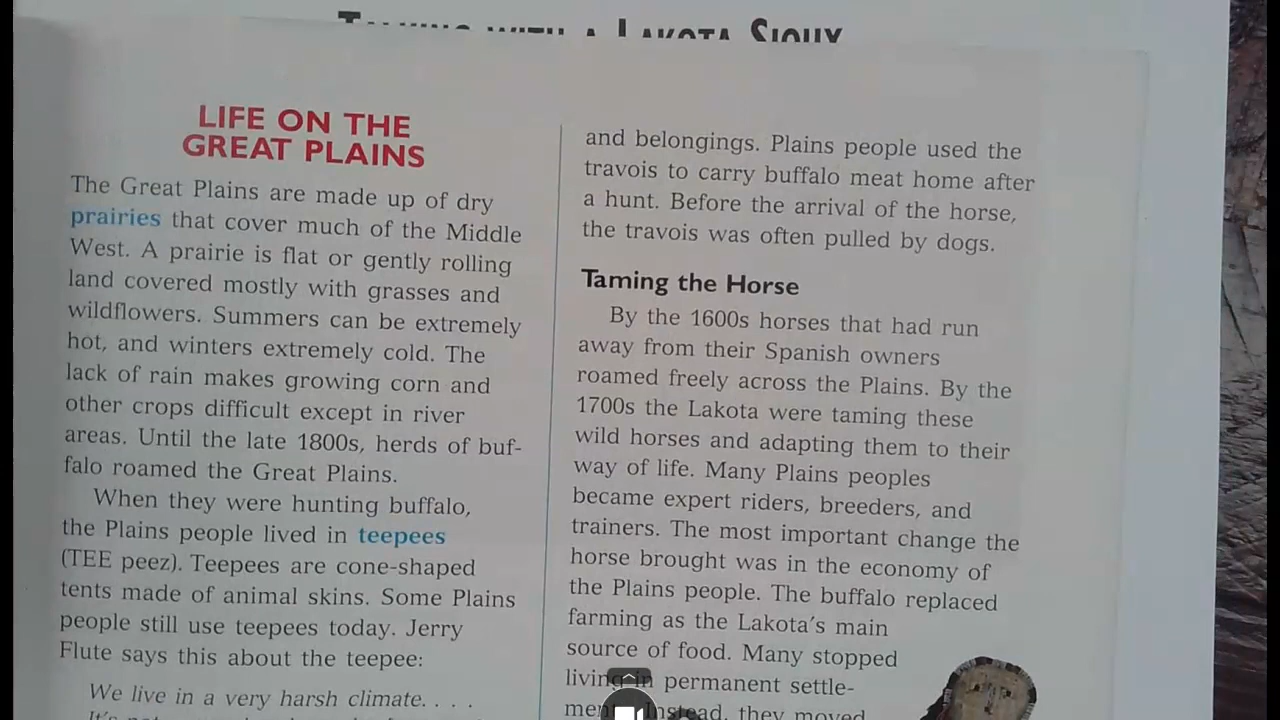 LAKOTA SIOUX
LIFE ON THE
GREAT PLAINS
The Great Plains are made up of dry
prairies that cover much of the Middle
West. A prairie is flat or gently rolling
land covered mostly with grasses and
wildflowers. Summers can be extremely
hot, and winters extremely cold. The
lack of rain makes growing corn and
other crops difficult except in river
areas. Until the late 1800s, herds of buf-
falo roamed the Great Plains.
When they were hunting buffalo,
the Plains people lived in teepees
(TEE peez). Teepees are cone-shaped
tents made of animal skins. Some Plains
people still use teepees today. Jerry
Flute says this about the teepee:
We live in a very harsh climate. . . .
and belongings. Plains people used the
travois to carry buffalo meat home after
a hunt. Before the arrival of the horse,
the travois was often pulled by dogs.
Taming the Horse
By the 1600s horses that had run
away from their Spanish owners
roamed freely across the Plains. By the
1700s the Lakota were taming these
wild horses and adapting them to their
way of life. Many Plains peoples
became expert riders, breeders, and
trainers. The most important change the
horse brought was in the economy of
the Plains people. The buffalo replaced
farming as the Lakota's main
source of food. Many stopped
living in permanent settle-
Instead, they moved